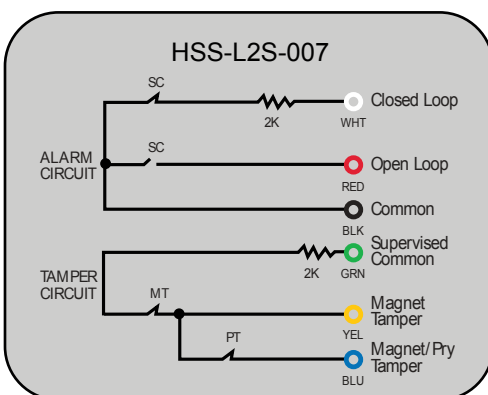 HSS-L2S-007
SC
2K
WHT
Closed Loop
ALARM
CIRCUIT
SC
RED
Open Loop
BLK
Common
2K
GRN
Supervised
Common
TAMPER
CIRCUIT
MT
YEL
Magnet
Tamper
PT
BLU
Magnet/Pry
Tamper